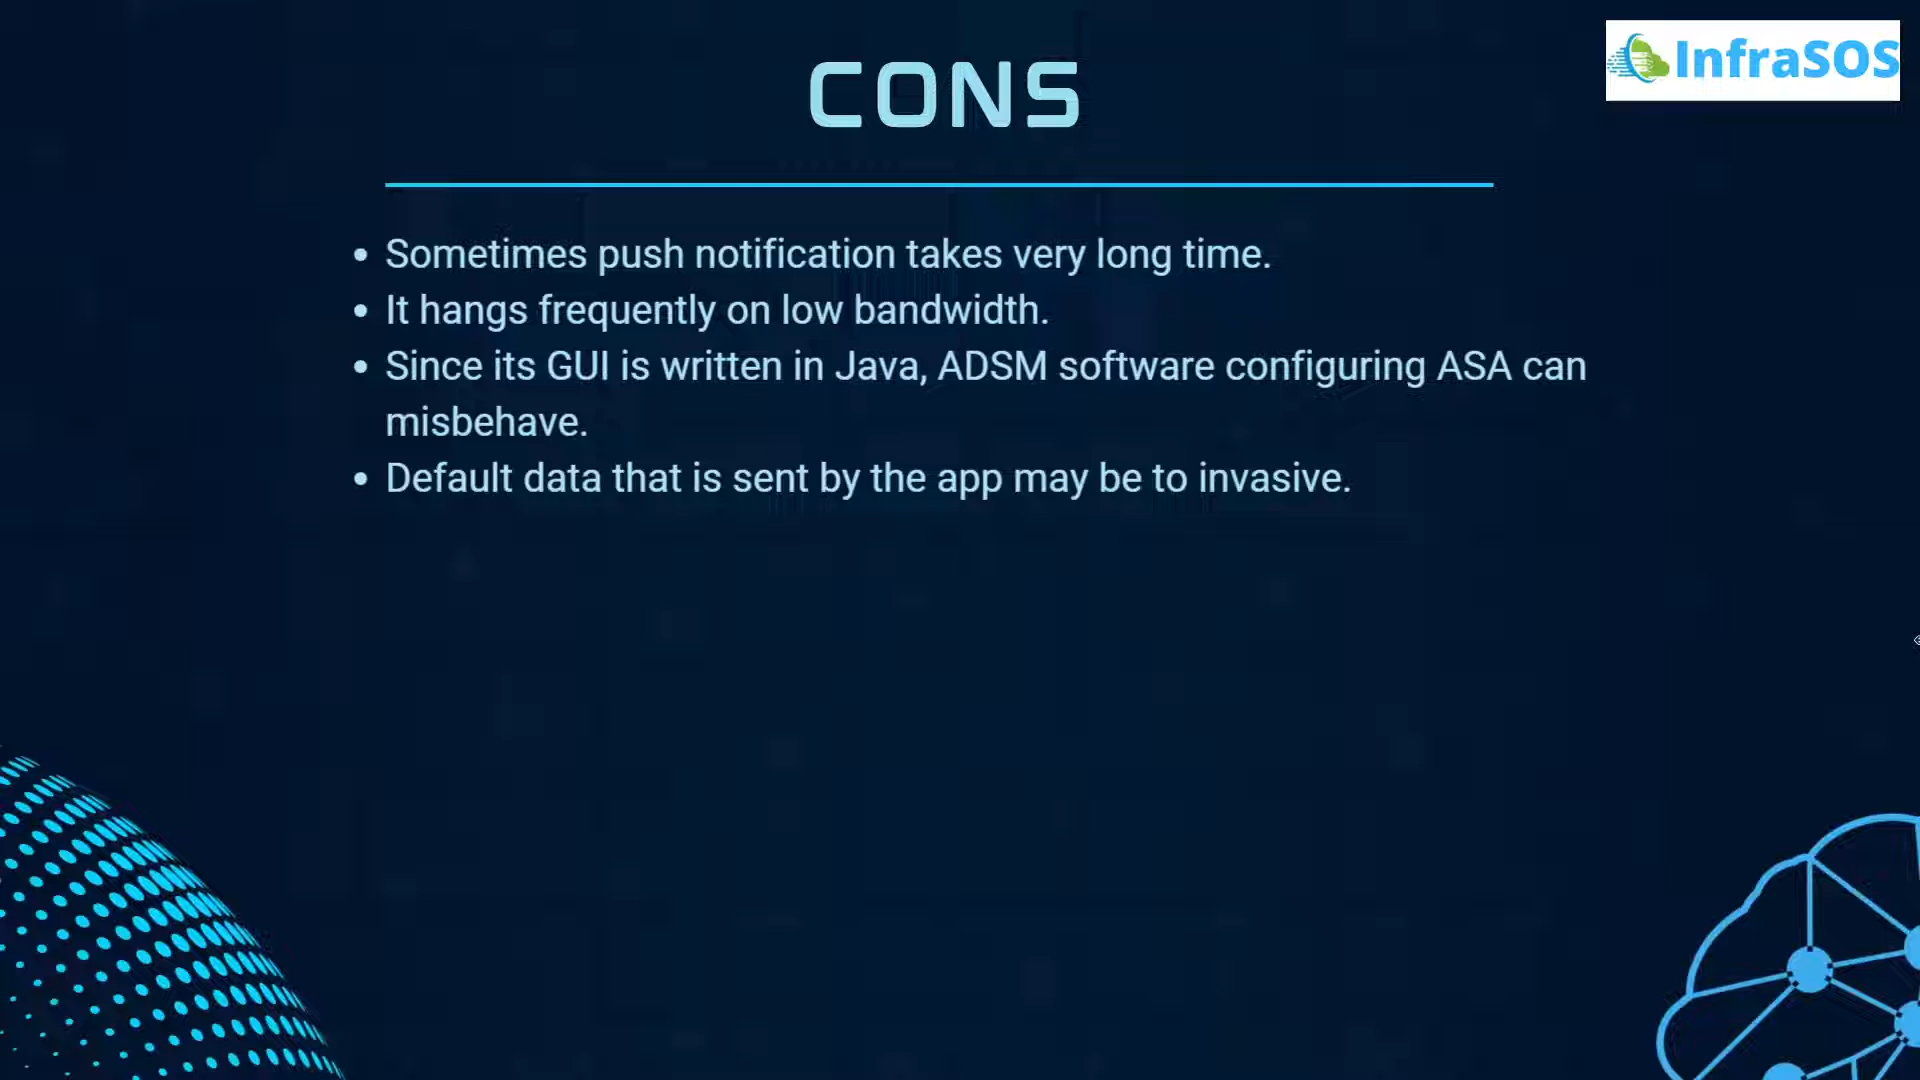 InfraSOS
CONS
• Sometimes push notification takes very long time.
• It hangs frequently on low bandwidth.
• Since its GUI is written in Java, ADSM software configuring ASA can
misbehave.
• Default data that is sent by the app may be to invasive.